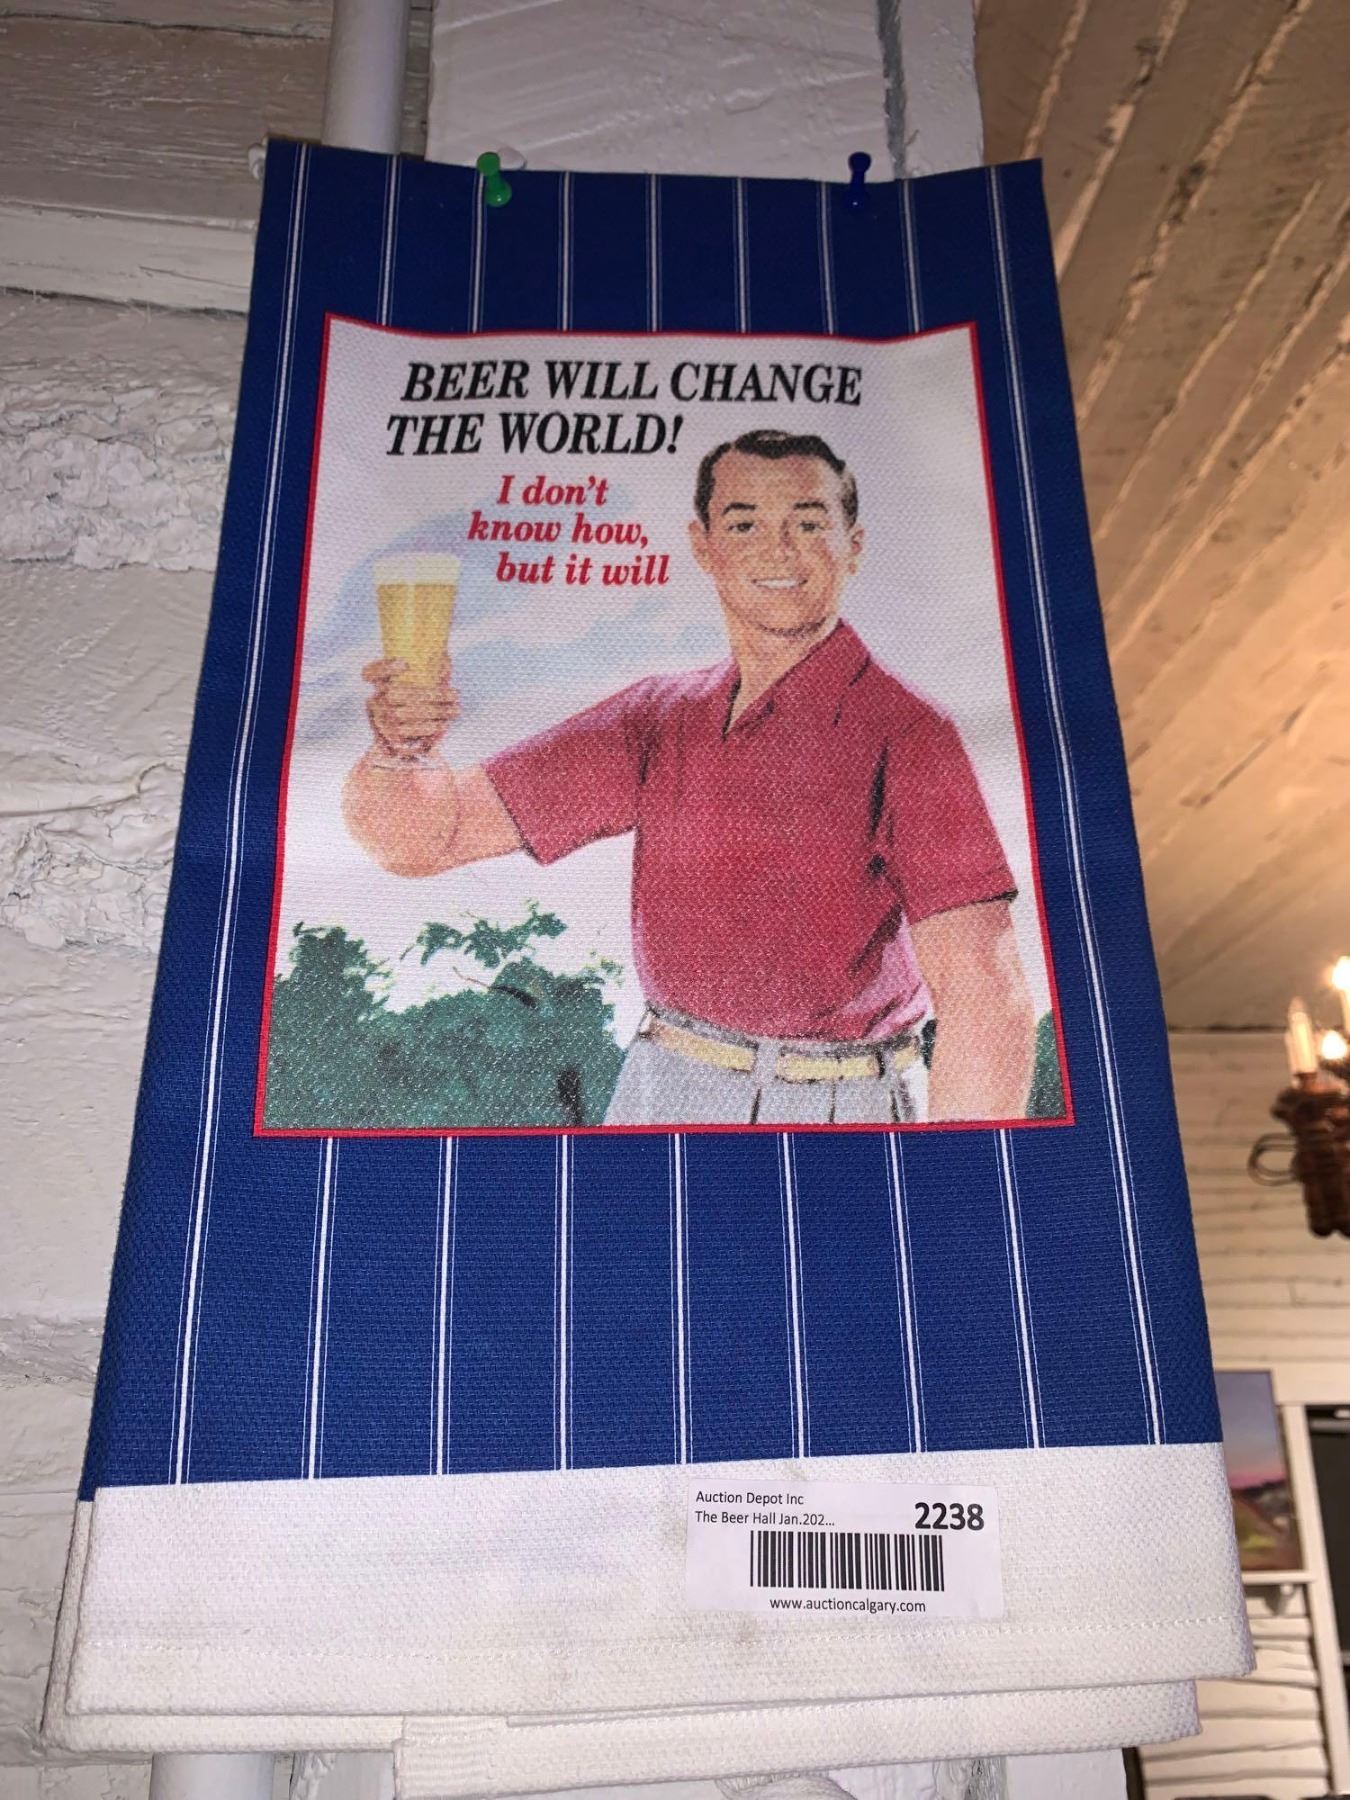 BEER WILL CHANGE
THE WORLD!
I don't
know how,
but it will
Auction Depot Inc
The Beer Hall Jan.202...
2238
www.auctioncalgary.com